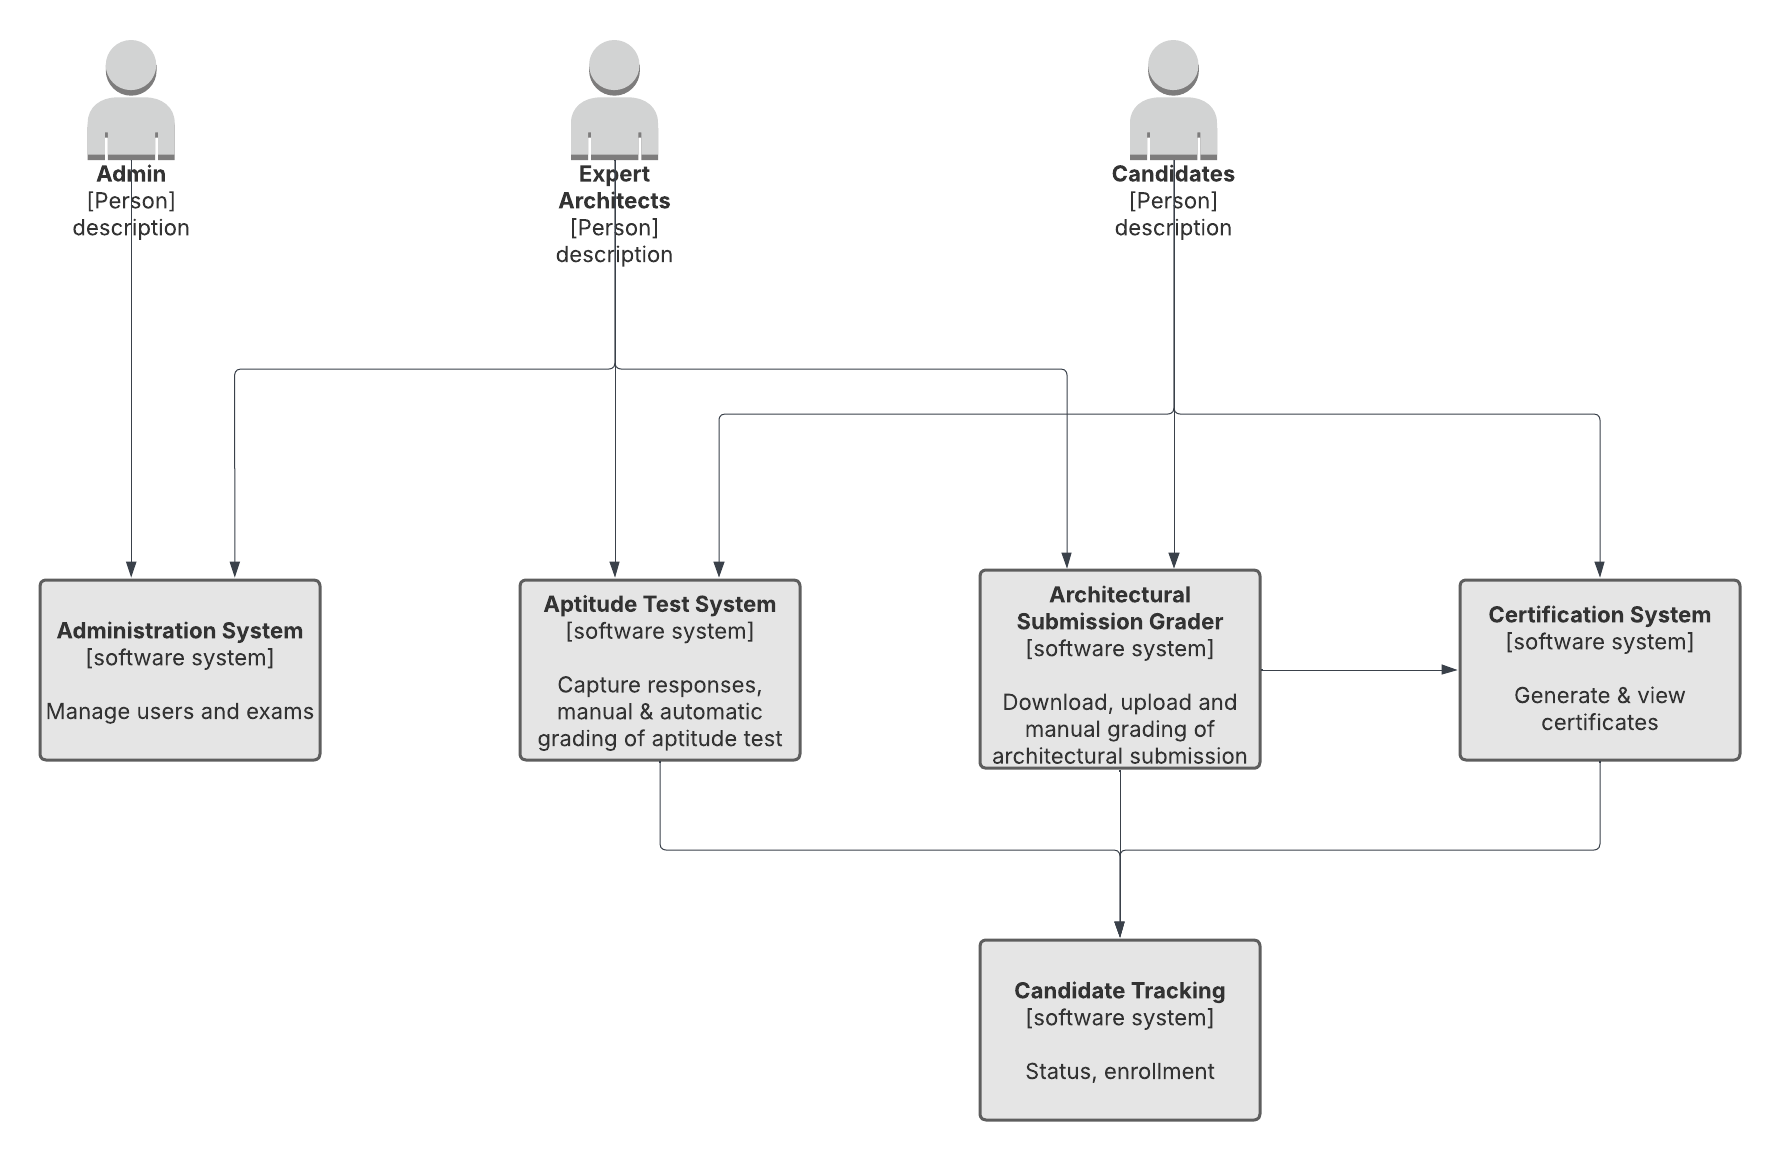 Admin
[Person]
description
Expert
Architects
[Person]
description
Candidates
[Person]
description
Administration System
[software system]
Manage users and exams
Aptitude Test System
[software system]
Capture responses,
manual & automatic
grading of aptitude test
Architectural
Submission Grader
[software system]
Download, upload and
manual grading of
architectural submission
Certification System
[software system]
Generate & view
certificates
Candidate Tracking
[software system]
Status, enrollment